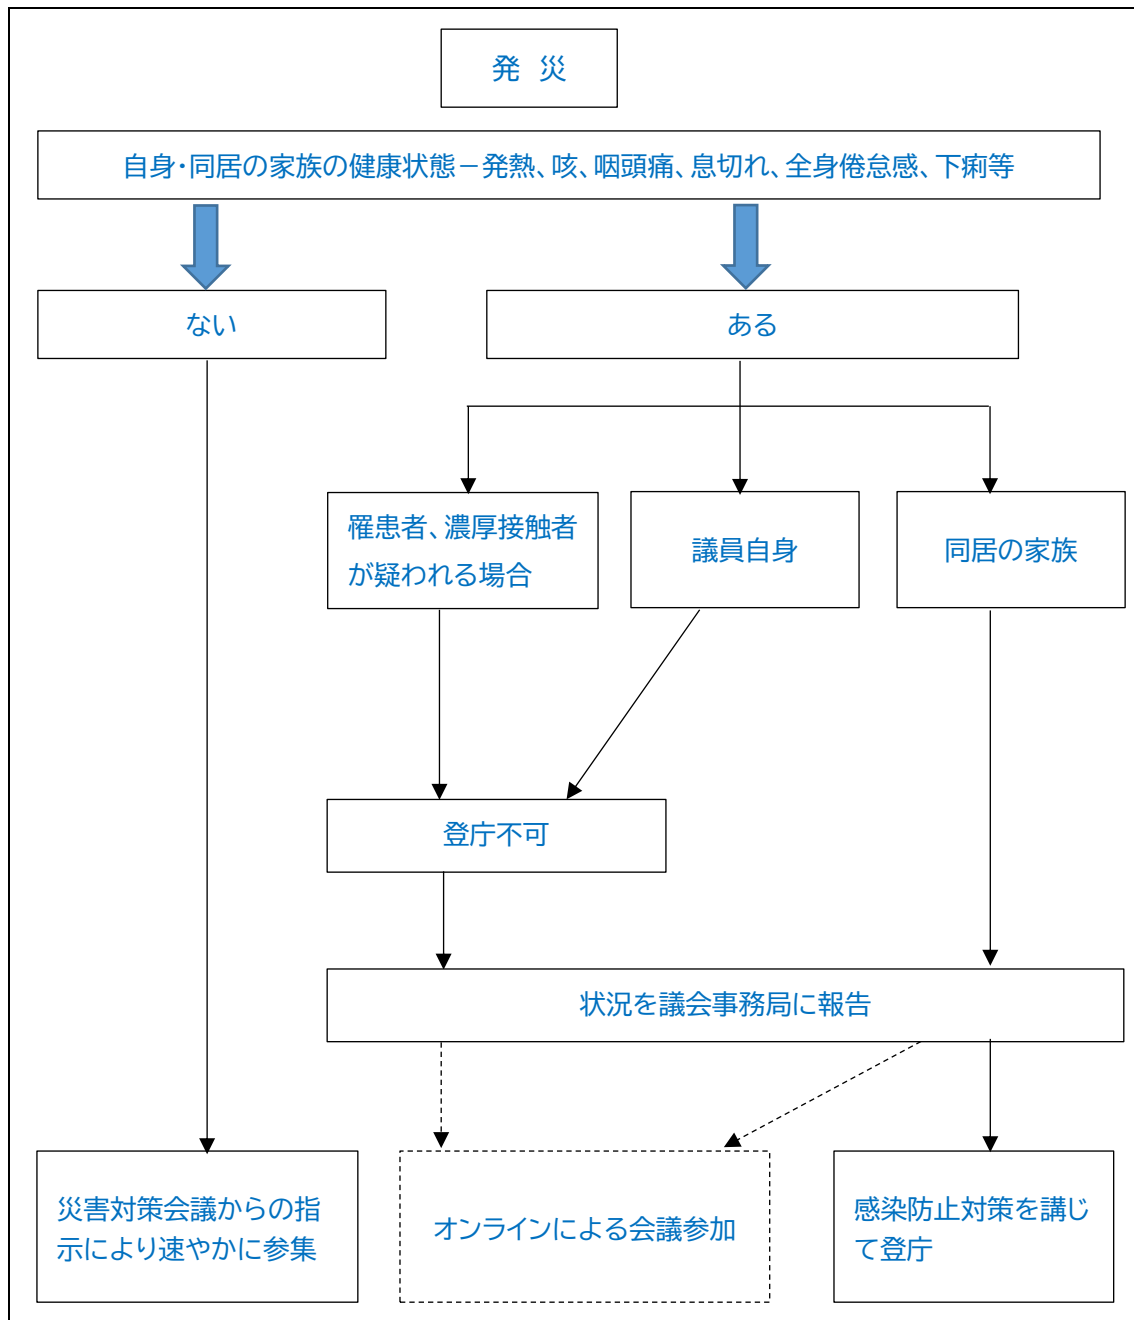 発 災
自身・同居の家族の健康状態－発熱、咳、咽頭痛、息切れ、全身倦怠感、下痢等
ない
ある
罹患者、濃厚接触者
が疑われる場合
議員自身
同居の家族
登庁不可
状況を議会事務局に報告
災害対策会議からの指
示により速やかに参集
オンラインによる会議参加
感染防止対策を講じ
て登庁